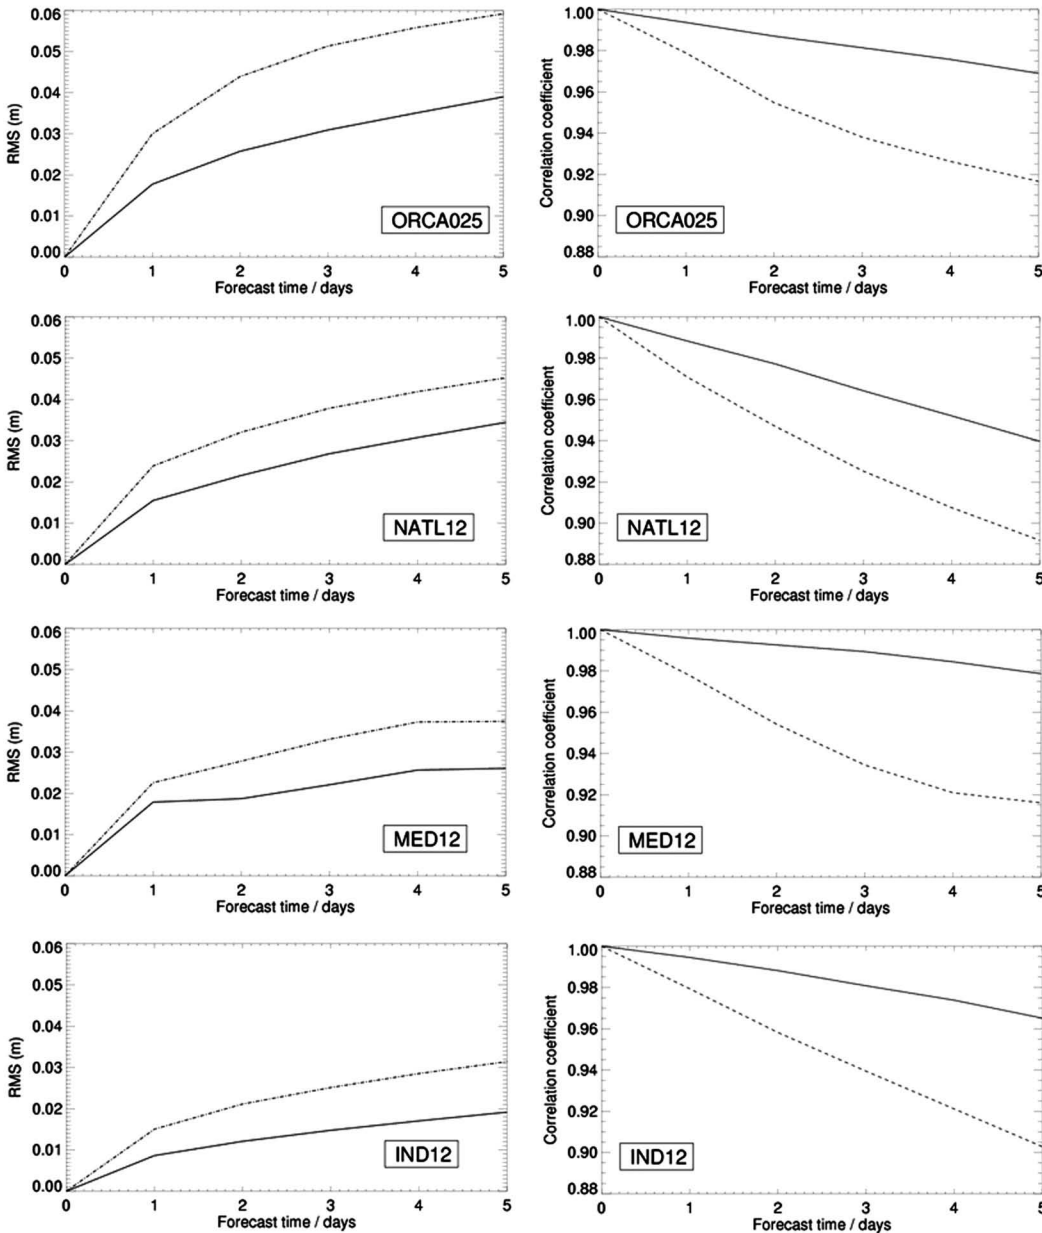 0.06
0.05
0.04
0.03
0.02
0.01
0.00
RMS (m)
0 1 2 3 4 5
Forecast time / days
ORCA025
1.00
0.98
0.96
0.94
0.92
0.90
0.88
Correlation coefficient
0 1 2 3 4 5
Forecast time / days
ORCA025
0.06
0.05
0.04
0.03
0.02
0.01
0.00
RMS (m)
0 1 2 3 4 5
Forecast time / days
NATL12
1.00
0.98
0.96
0.94
0.92
0.90
0.88
Correlation coefficient
0 1 2 3 4 5
Forecast time / days
NATL12
0.06
0.05
0.04
0.03
0.02
0.01
0.00
RMS (m)
0 1 2 3 4 5
Forecast time / days
MED12
1.00
0.98
0.96
0.94
0.92
0.90
0.88
Correlation coefficient
0 1 2 3 4 5
Forecast time / days
MED12
0.06
0.05
0.04
0.03
0.02
0.01
0.00
RMS (m)
0 1 2 3 4 5
Forecast time / days
IND12
1.00
0.98
0.96
0.94
0.92
0.90
0.88
Correlation coefficient
0 1 2 3 4 5
Forecast time / days
IND12